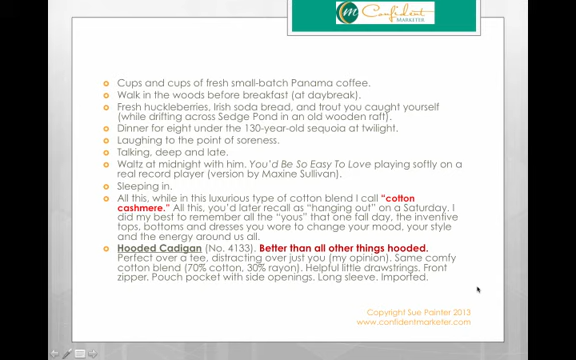 m Confident
MARKETER
Cups and cups of fresh small-batch Panama coffee.
Walk in the woods before breakfast (at daybreak).
Fresh huckleberries, Irish soda bread, and trout you caught yourself
(while drifting across Sedge Pond in an old wooden raft).
Dinner for eight under the 130-year-old sequoia at twilight.
Laughing to the point of soreness.
Talking, deep and late.
Waltz at midnight with him. You'd Be So Easy To Love playing softly on a
real record player (version by Maxine Sullivan).
Sleeping in.
All this, while in this luxurious type of cotton blend I call "cotton
cashmere." All this, you'd later recall as "hanging out" on a Saturday. I
did my best to remember all the "yous" that one fall day, the inventive
tops, bottoms and dresses you wore to change your mood, your style
and the energy around us all.
Hooded Cadigan (No. 4133). Better than all other things hooded.
Perfect over a tee, distracting over just you (my opinion). Same comfy
cotton blend (70% cotton, 30% rayon). Helpful little drawstrings. Front
zipper. Pouch pocket with side openings. Long sleeve. Imported.
Copyright Sue Painter 2013
www.confidentmarketer.com